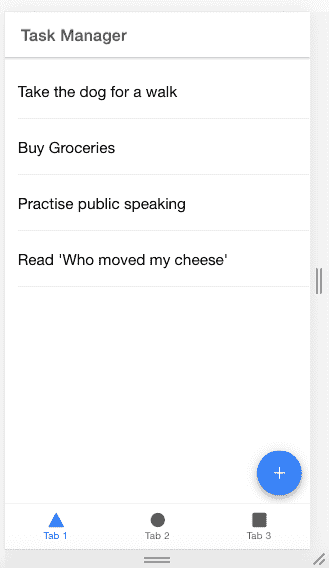 Task Manager
Take the dog for a walk
Buy Groceries
Practise public speaking
Read 'Who moved my cheese'
+
Tab 1
Tab 2
Tab 3